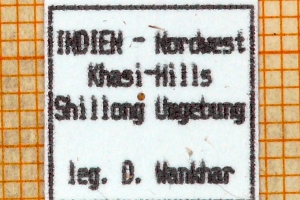 INDIEN - Nordwest
Khasi-Hills
Shillong Umgebung
leg. D. Wankhar